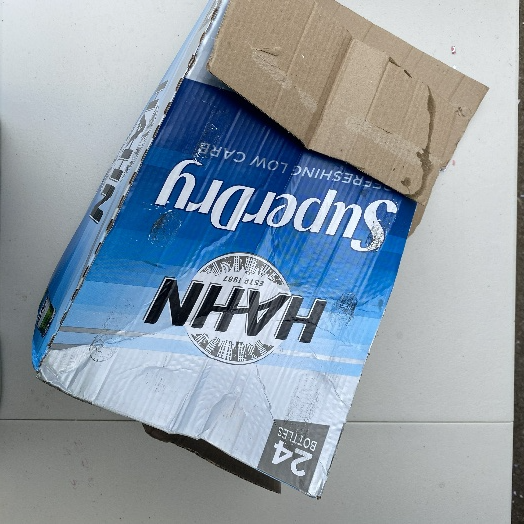 24
BOTTLES
HAHN
ESTD 1987
SuperDry
REFRESHING LOW CARB
HAHN